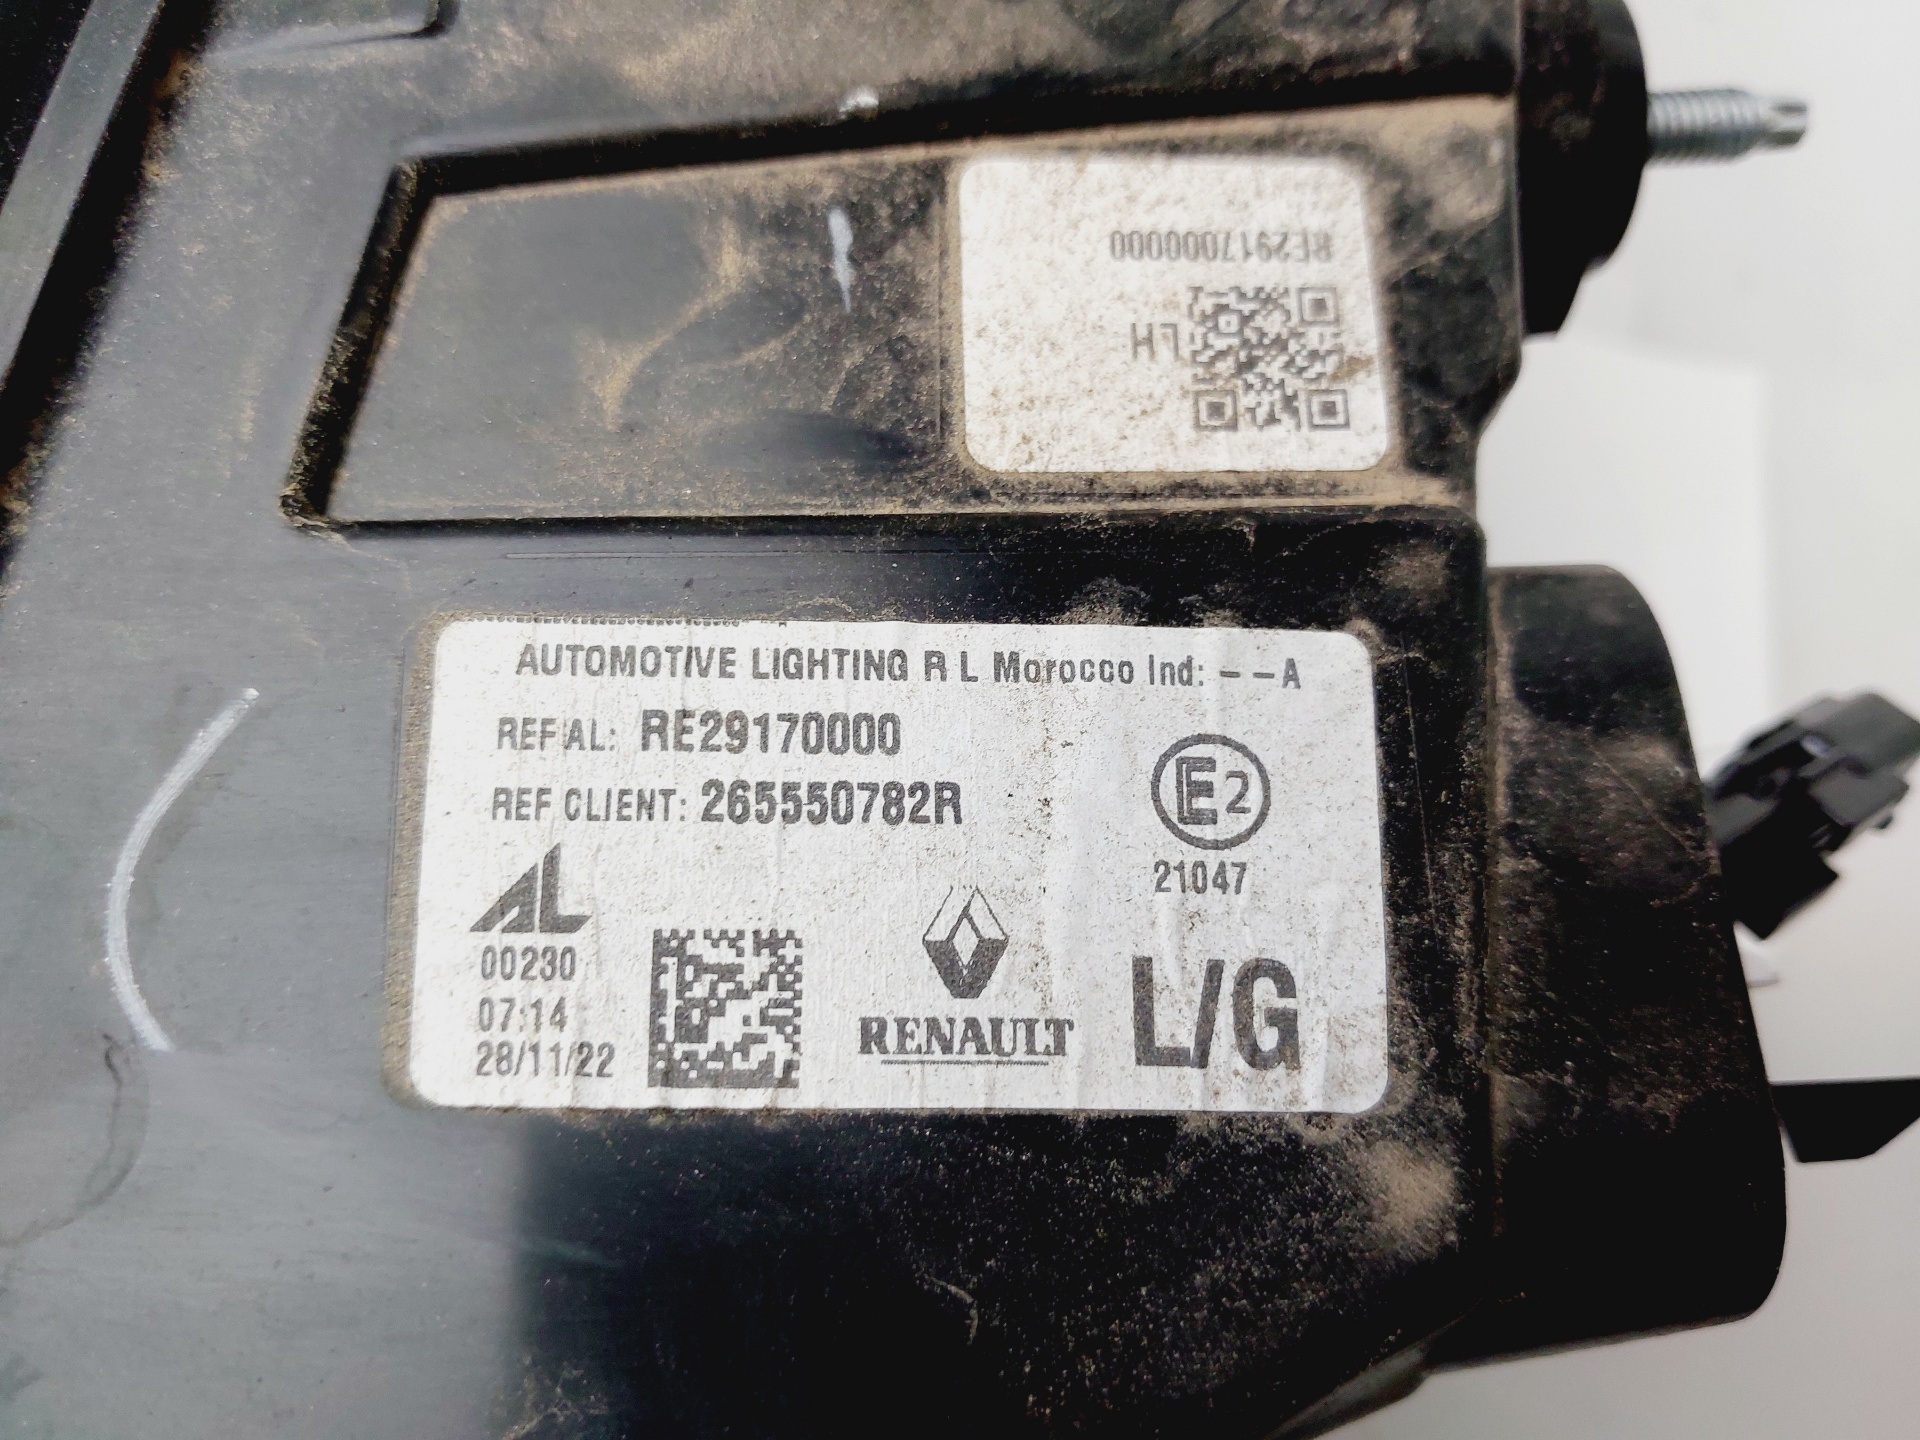 RE29170000000
LH
AUTOMOTIVE LIGHTING R L Morocco Ind: --A
REF AL: RE29170000
REF CLIENT: 265550782R
E2
21047
AL
00230
07:14
28/11/22
RENAULT
L/G